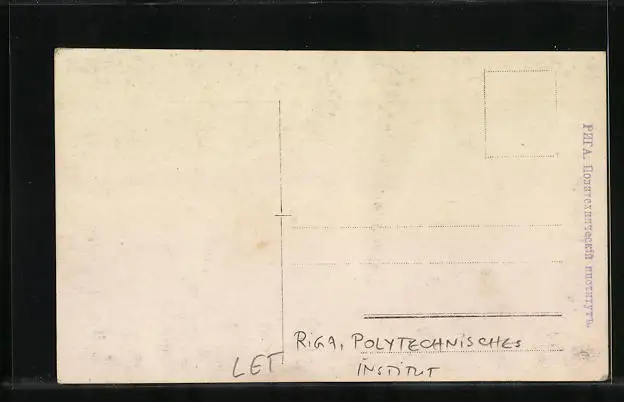 РИГА. Политехническій институтъ.
LET
RIGA, POLYTECHNISCHES
INSTITUT